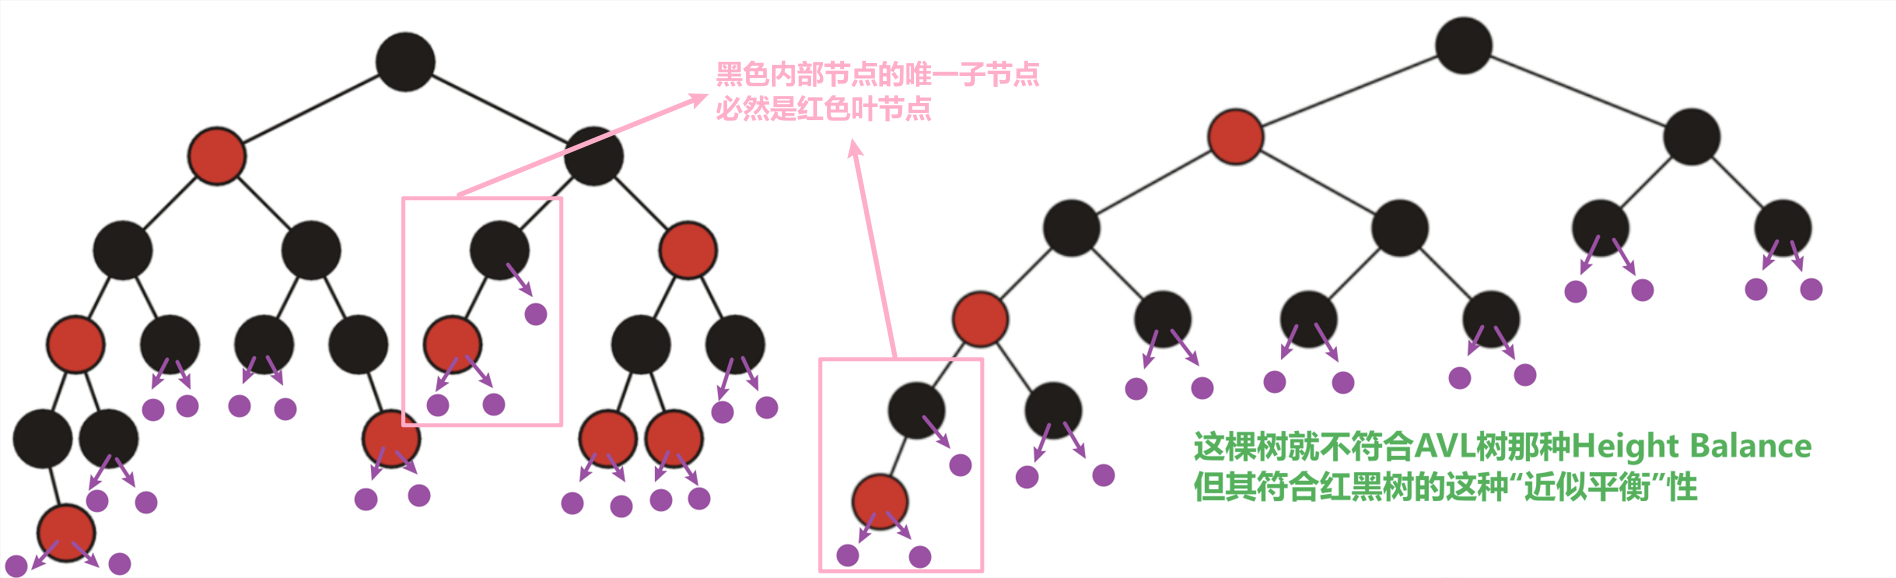 黑色内部节点的唯一子节点
必然是红色叶节点
这棵树就不符合AVL树那种Height Balance
但其符合红黑树的这种“近似平衡”性